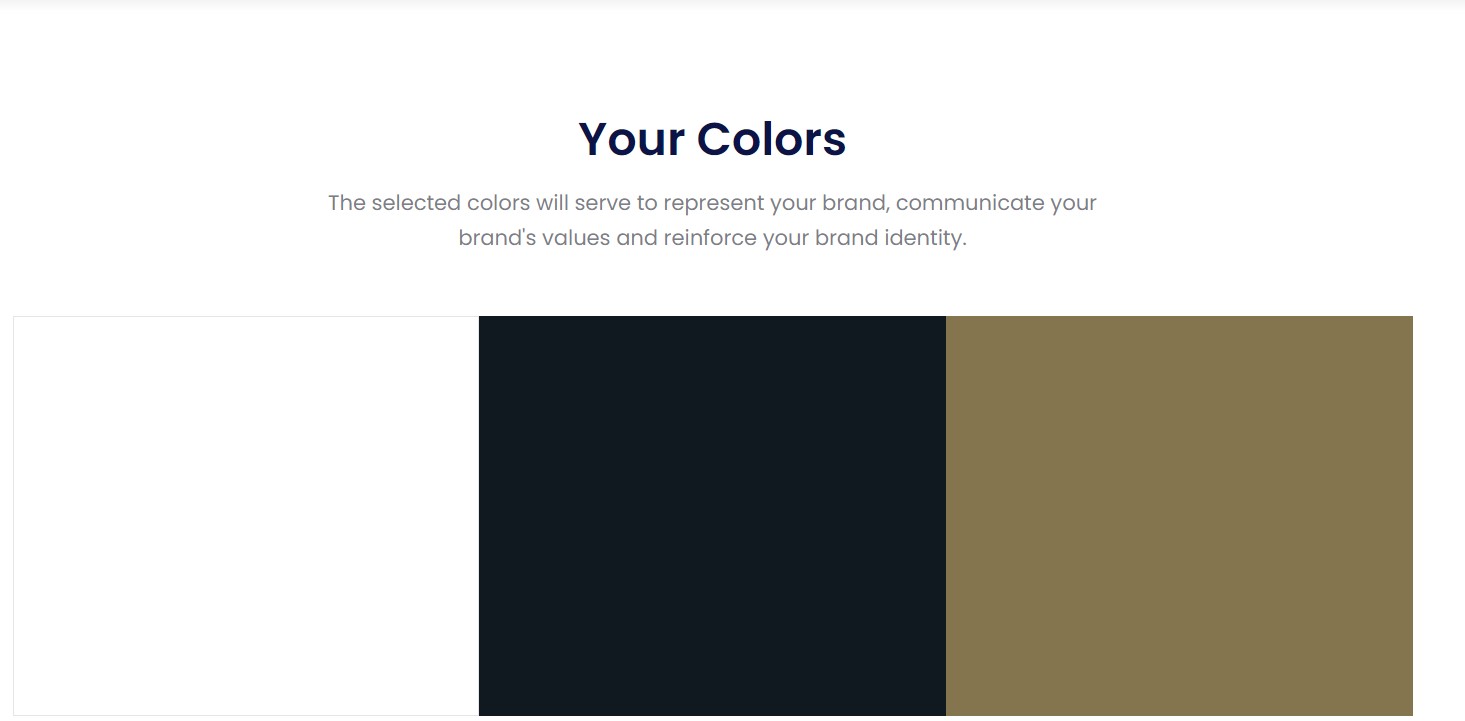 Your Colors
The selected colors will serve to represent your brand, communicate your
brand's values and reinforce your brand identity.